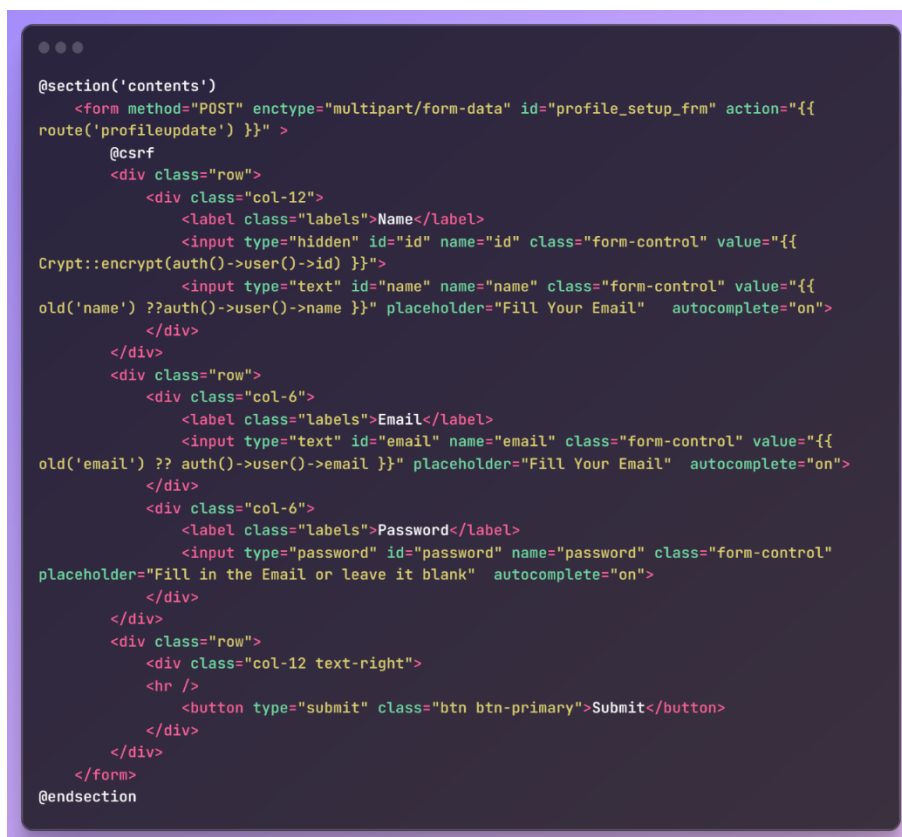 @section('contents')
    <form method="POST" enctype="multipart/form-data" id="profile_setup_frm" action="{{
route('profileupdate') }}" >
        @csrf
        <div class="row">
            <div class="col-12">
                <label class="labels">Name</label>
                <input type="hidden" id="id" name="id" class="form-control" value="{{
Crypt::encrypt(auth()->user()->id) }}">
                <input type="text" id="name" name="name" class="form-control" value="{{
old('name') ??auth()->user()->name }}" placeholder="Fill Your Email"   autocomplete="on">
            </div>
        </div>
        <div class="row">
            <div class="col-6">
                <label class="labels">Email</label>
                <input type="text" id="email" name="email" class="form-control" value="{{
old('email') ?? auth()->user()->email }}" placeholder="Fill Your Email"  autocomplete="on">
            </div>
            <div class="col-6">
                <label class="labels">Password</label>
                <input type="password" id="password" name="password" class="form-control"
placeholder="Fill in the Email or leave it blank"  autocomplete="on">
            </div>
        </div>
        <div class="row">
            <div class="col-12 text-right">
            <hr />
                <button type="submit" class="btn btn-primary">Submit</button>
            </div>
        </div>
    </form>
@endsection